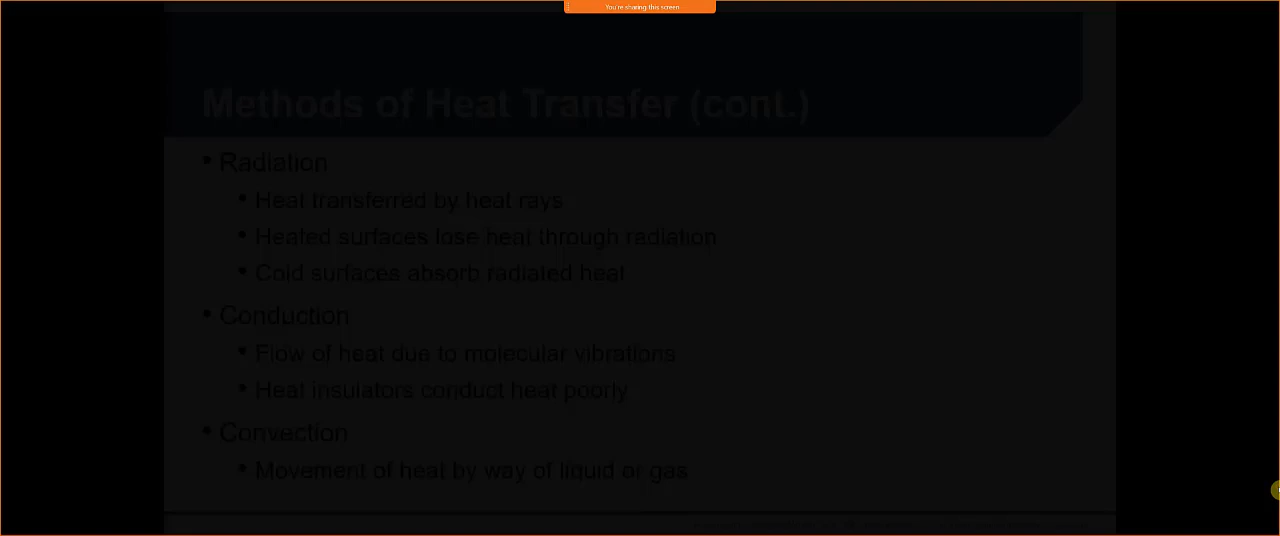 You're sharing this screen
Methods of Heat Transfer (cont.)
• Radiation
• Heat transferred by heat rays
• Heated surfaces lose heat through radiation
• Cold surfaces absorb radiated heat
• Conduction
• Flow of heat due to molecular vibrations
• Heat insulators conduct heat poorly
• Convection
• Movement of heat by way of liquid or gas